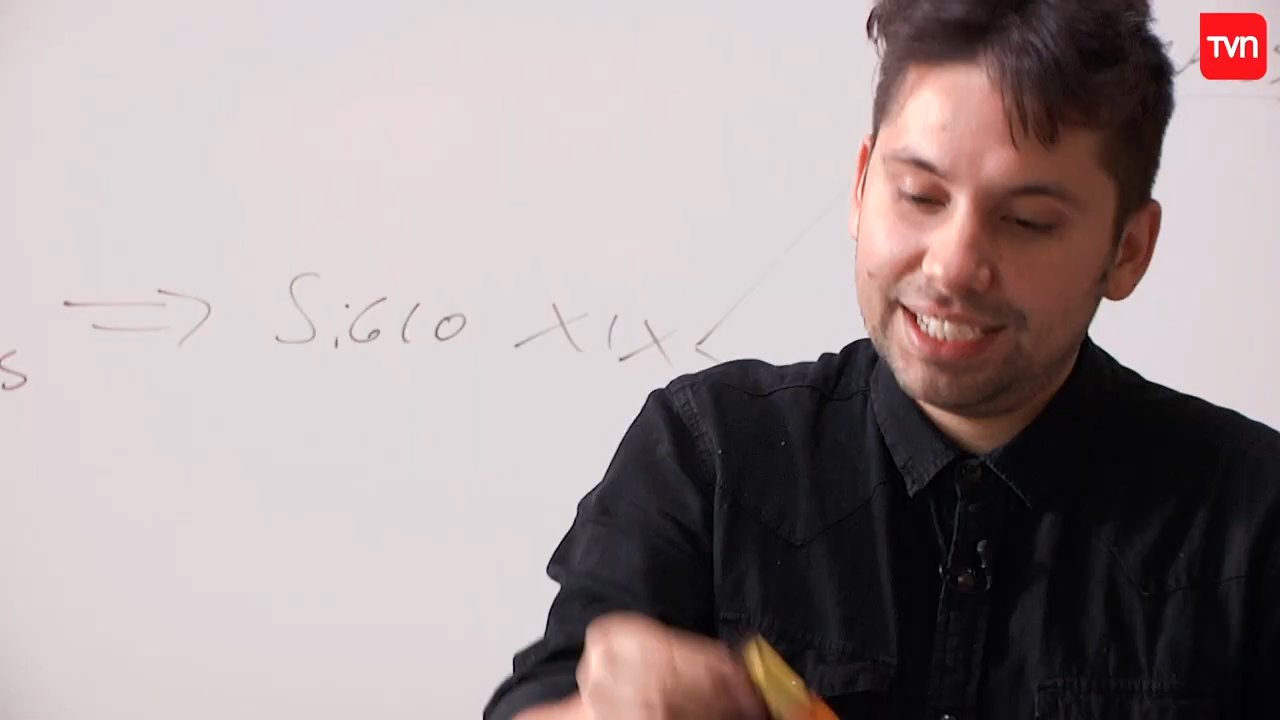 TVN
⇒ SiGlo XIX <
s